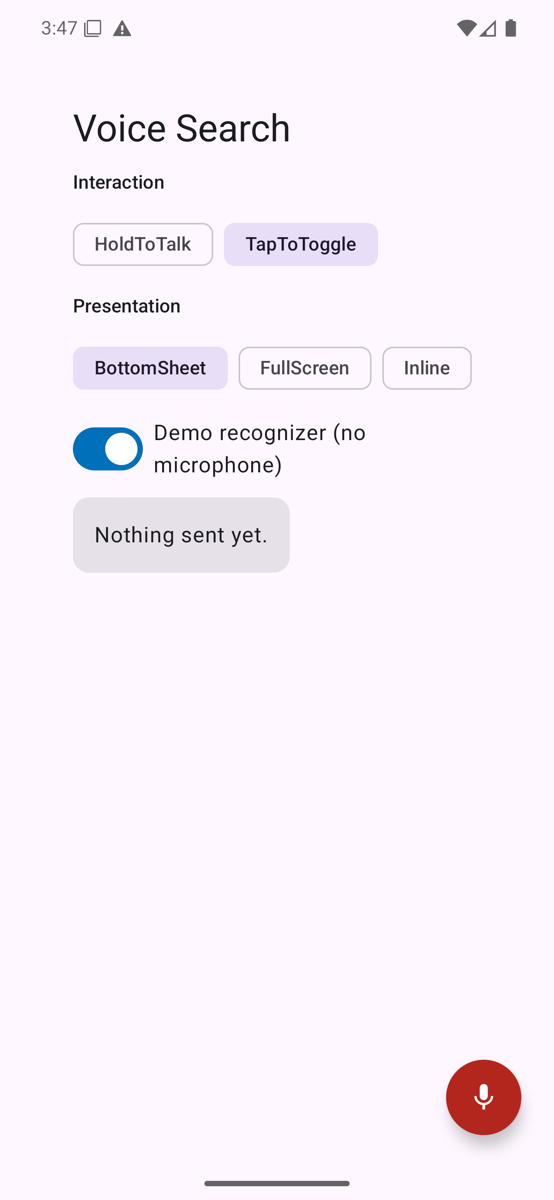 3:47
Voice Search
Interaction
HoldToTalk TapToToggle
Presentation
BottomSheet FullScreen Inline
Demo recognizer (no
microphone)
Nothing sent yet.